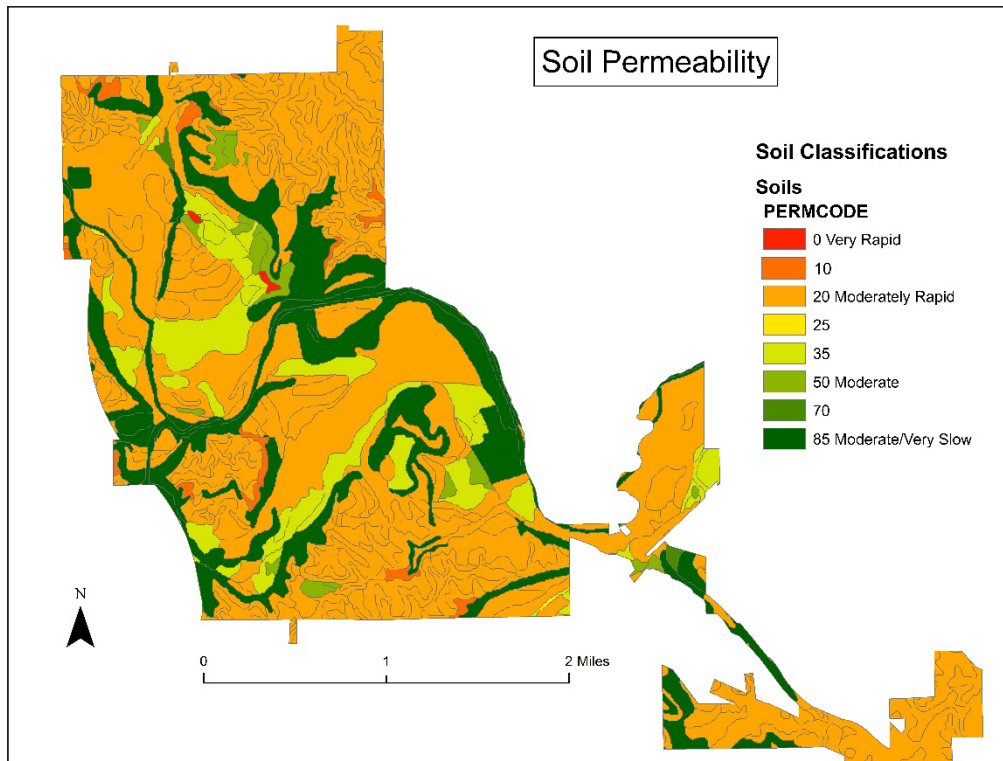 Soil Permeability
Soil Classifications
Soils
PERMCODE
0 Very Rapid
10
20 Moderately Rapid
25
35
50 Moderate
70
85 Moderate/Very Slow
N
0 1 2 Miles